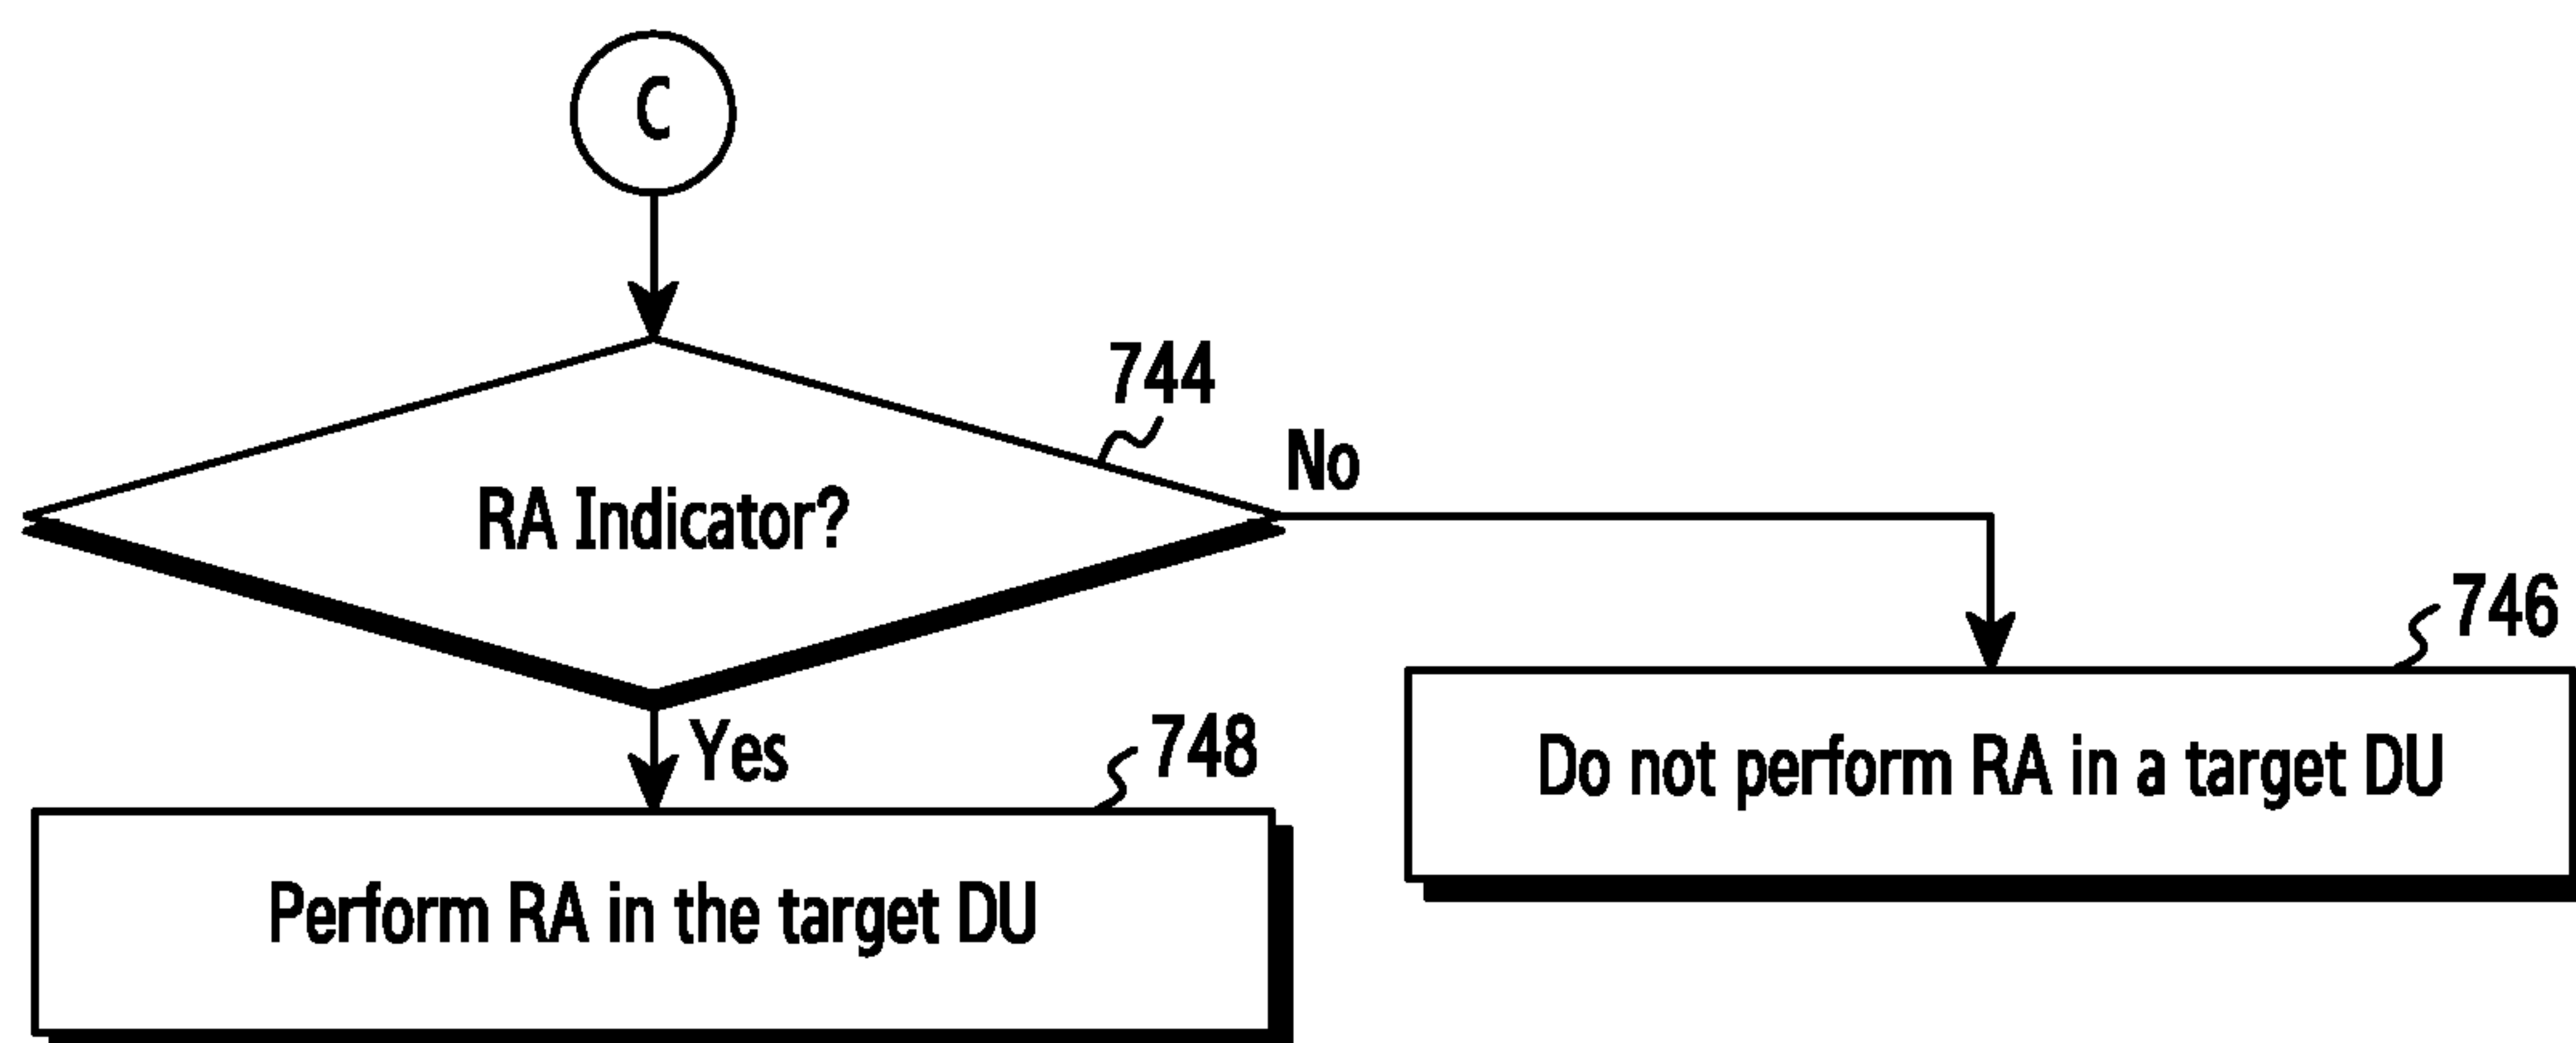 C
744
No
RA Indicator?
746
Yes
748
Do not perform RA in a target DU
Perform RA in the target DU